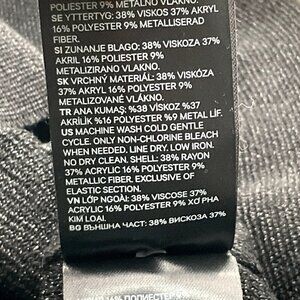 POLIESTER 9% METALNO VLAKNO.
SE YTTERTYG: 38% VISKOS 37% AKRYL
16% POLYESTER 9% METALLISERAD
FIBER.
SI ZUNANJE BLAGO: 38% VISKOZA 37%
AKRIL 16% POLIESTER 9%
METALIZIRANO VLAKNO.
SK VRCHNÝ MATERIÁL: 38% VISKÓZA
37% AKRYL 16% POLYESTER 9%
METALIZOVANÉ VLÁKNO.
TR ANA KUMAŞ: %38 VİSKOZ %37
AKRİLİK %16 POLYESTER %9 METAL LİF.
US MACHINE WASH COLD GENTLE
CYCLE. ONLY NON-CHLORINE BLEACH
WHEN NEEDED. LINE DRY. LOW IRON.
NO DRY CLEAN. SHELL: 38% RAYON
37% ACRYLIC 16% POLYESTER 9%
METALLIC FIBER. EXCLUSIVE OF
ELASTIC SECTION.
VN LỚP NGOÀI: 38% VISCOSE 37%
ACRYLIC 16% POLYESTER 9% XƠ PHA
KIM LOẠI.
BG ВЪНШНА ЧАСТ: 38% ВИСКОЗА 37%